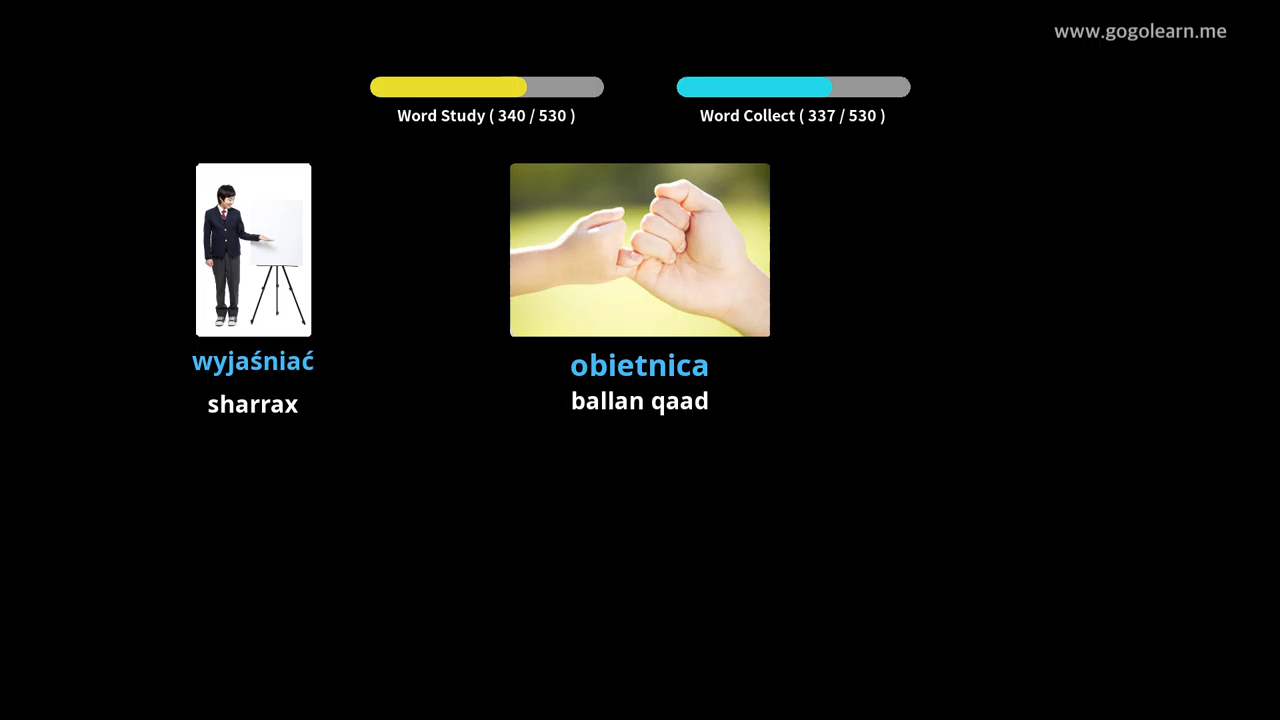 www.gogolearn.me
Word Study ( 340 / 530 )
Word Collect ( 337 / 530 )
wyjaśniać
sharrax
obietnica
ballan qaad